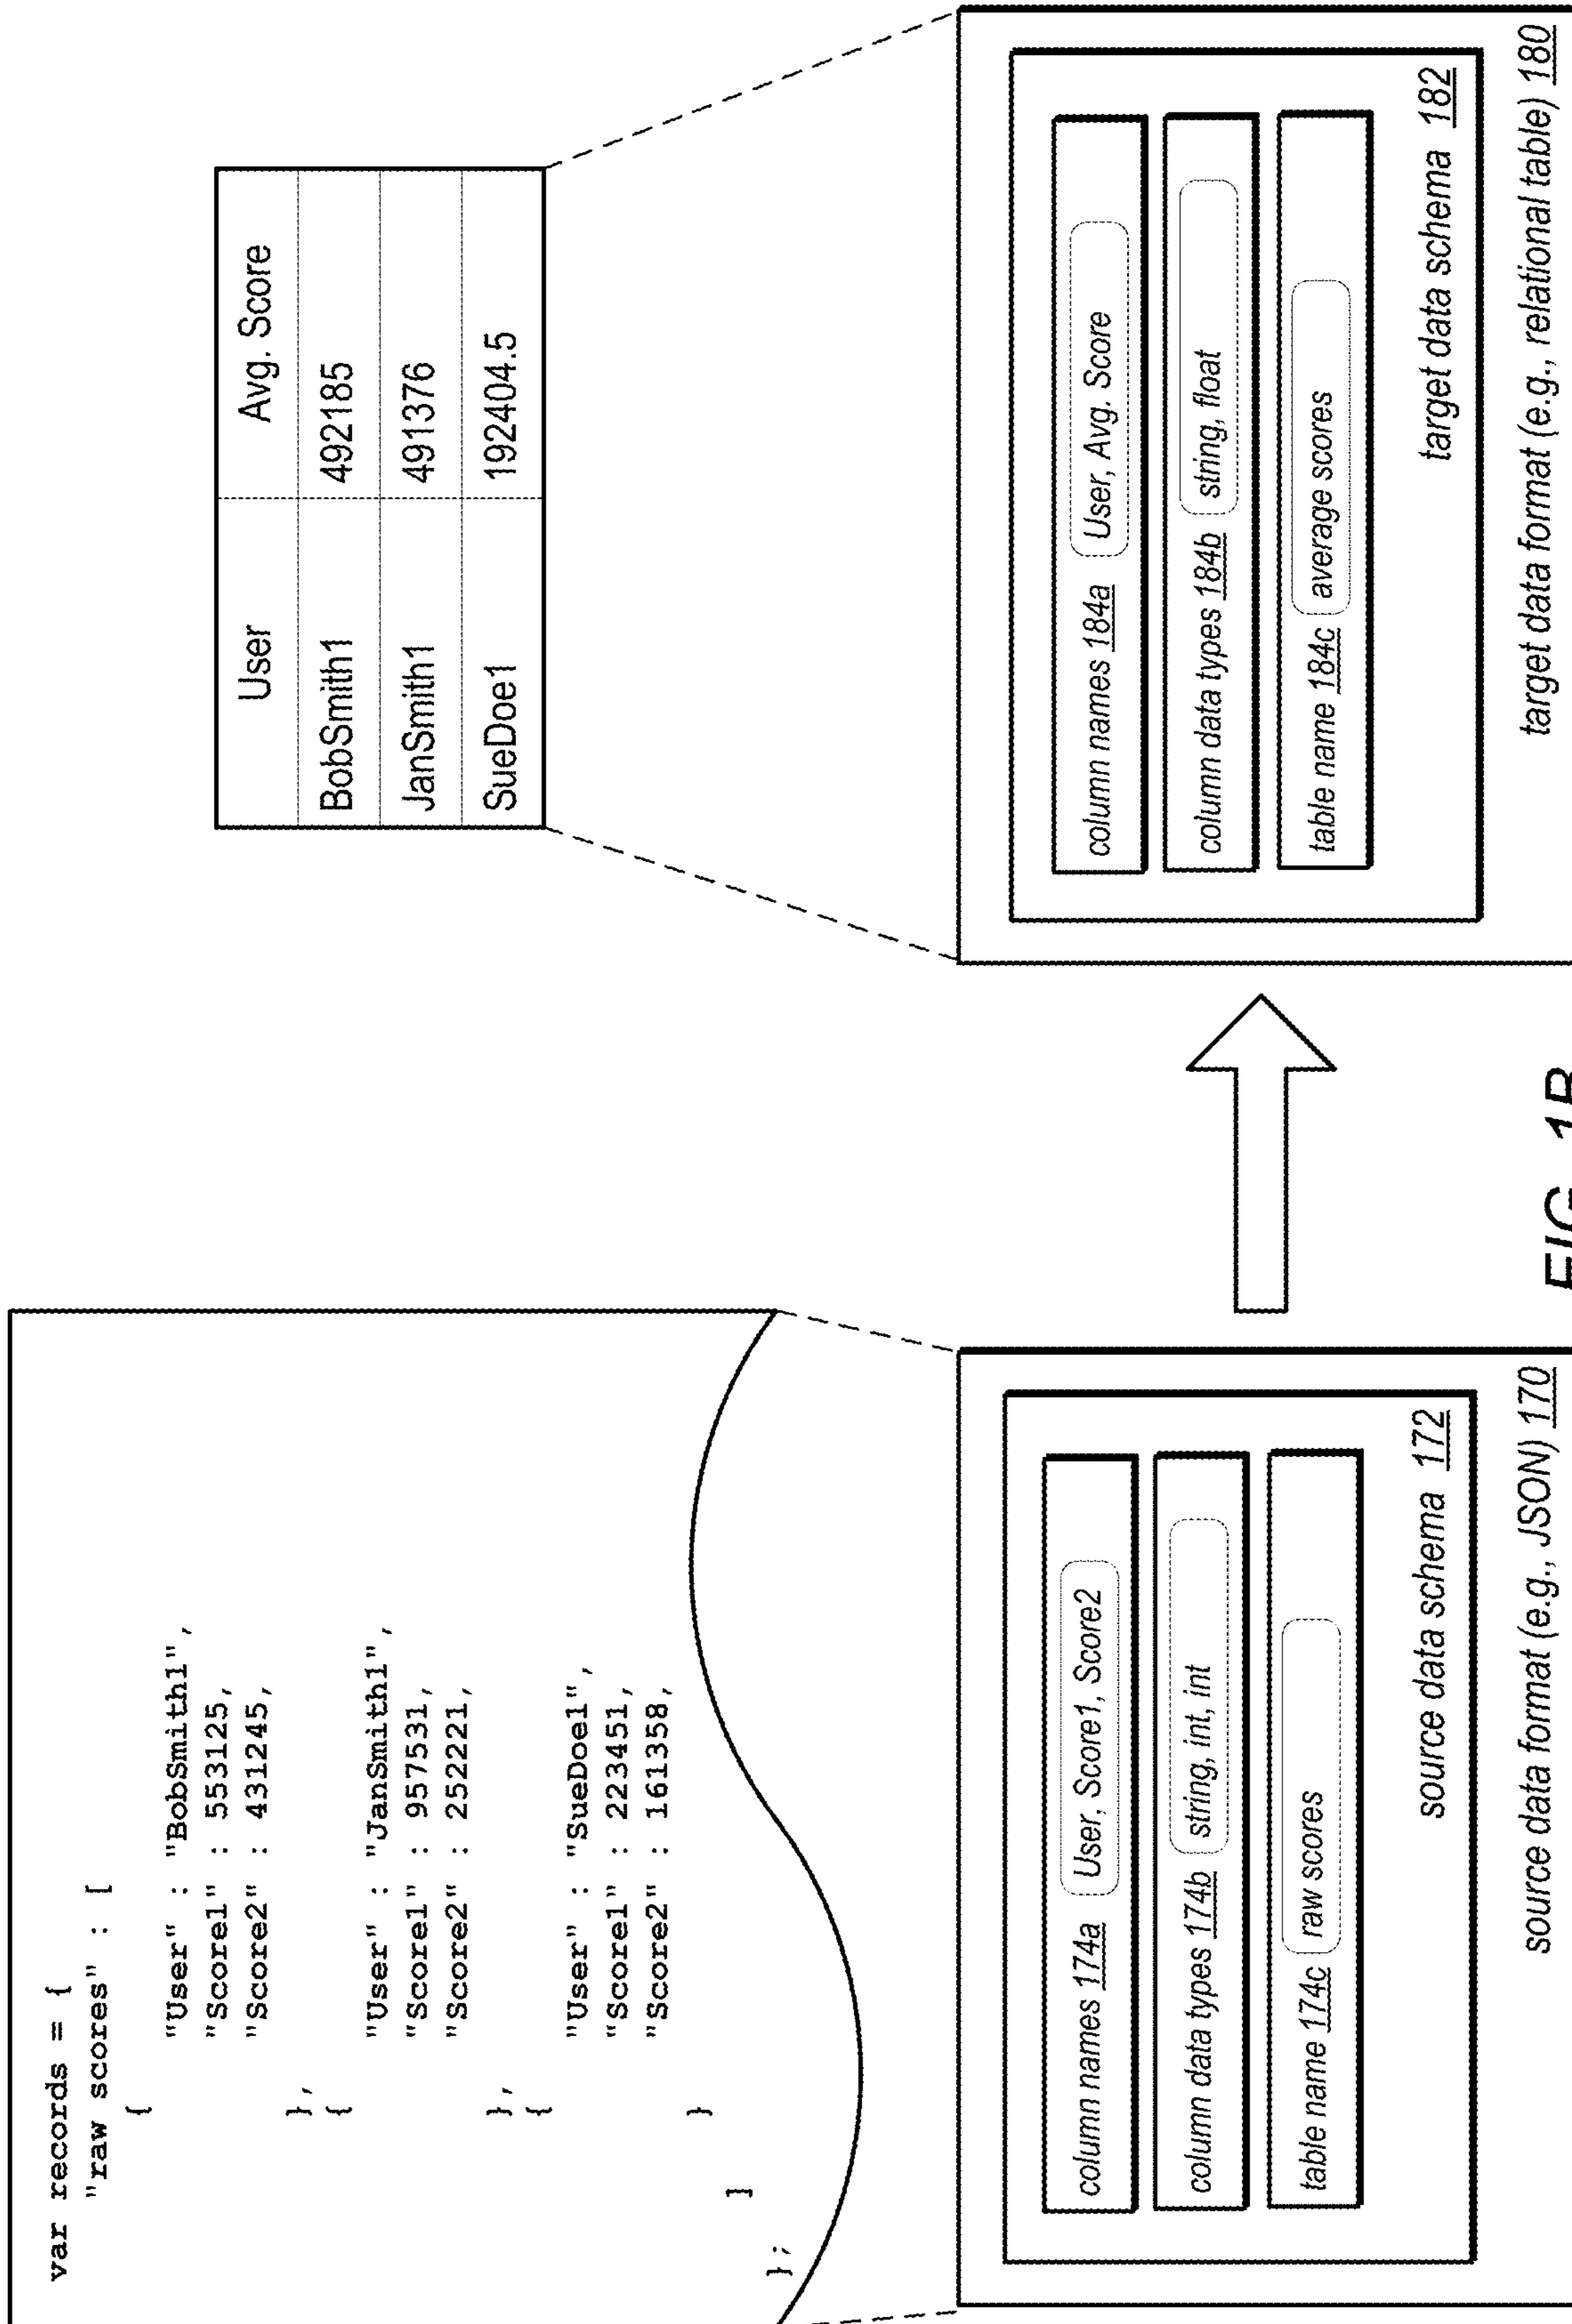 var records = {
"raw scores" : [
{
"User" : "BobSmith1",
"Score1" : 553125,
"Score2" : 431245,
},
{
"User" : "JanSmith1",
"Score1" : 957531,
"Score2" : 252221,
},
{
"User" : "SueDoe1",
"Score1" : 223451,
"Score2" : 161358,
}
]
};
column names 174a User, Score1, Score2
column data types 174b string, int, int
table name 174c raw scores
source data schema 172
source data format (e.g., JSON) 170
User Avg. Score
BobSmith1 492185
JanSmith1 491376
SueDoe1 192404.5
column names 184a User, Avg. Score
column data types 184b string, float
table name 184c average scores
target data schema 182
target data format (e.g., relational table) 180
FIG. 1B